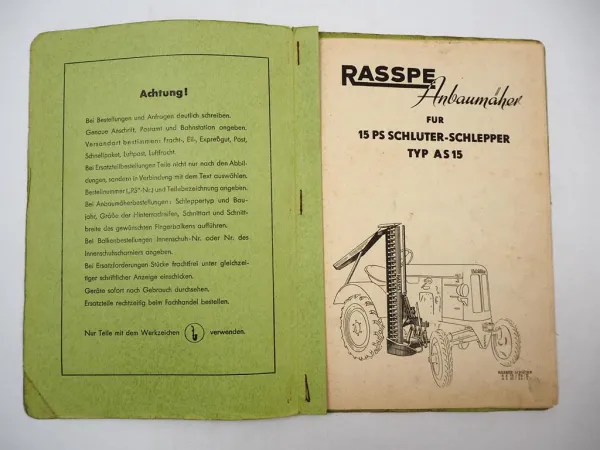 Achtung!
Bei Bestellungen und Anfragen deutlich schreiben.
Genaue Anschrift, Postamt und Bahnstation angeben.
Versandart bestimmen: Fracht-, Eil-, Expreßgut, Post,
Schnellpaket, Luftpost, Luftfracht.
Bei Ersatzteilbestellungen Teile nicht nur nach den Abbil-
dungen, sondern in Verbindung mit dem Text auswählen.
Bestellnummer („RS"-Nr.) und Teilebezeichnung angeben.
Bei Anbaumäherbestellungen: Schleppertyp und Bau-
jahr, Größe der Hinterradreifen, Schnittart und Schnitt-
breite des gewünschten Fingerbalkens aufführen.
Bei Balkenbestellungen Innenschuh-Nr. oder Nr. des
Innenschuhscharniers angeben.
Bei Ersatzforderungen Stücke frachtfrei unter gleichzei-
tiger schriftlicher Anzeige einschicken.
Geräte sofort nach Gebrauch durchsehen.
Ersatzteile rechtzeitig beim Fachhandel bestellen.
Nur Teile mit dem Werkzeichen verwenden.
RASSPE
Anbaumäher
FUR
15 PS SCHLUTER-SCHLEPPER
TYP AS 15